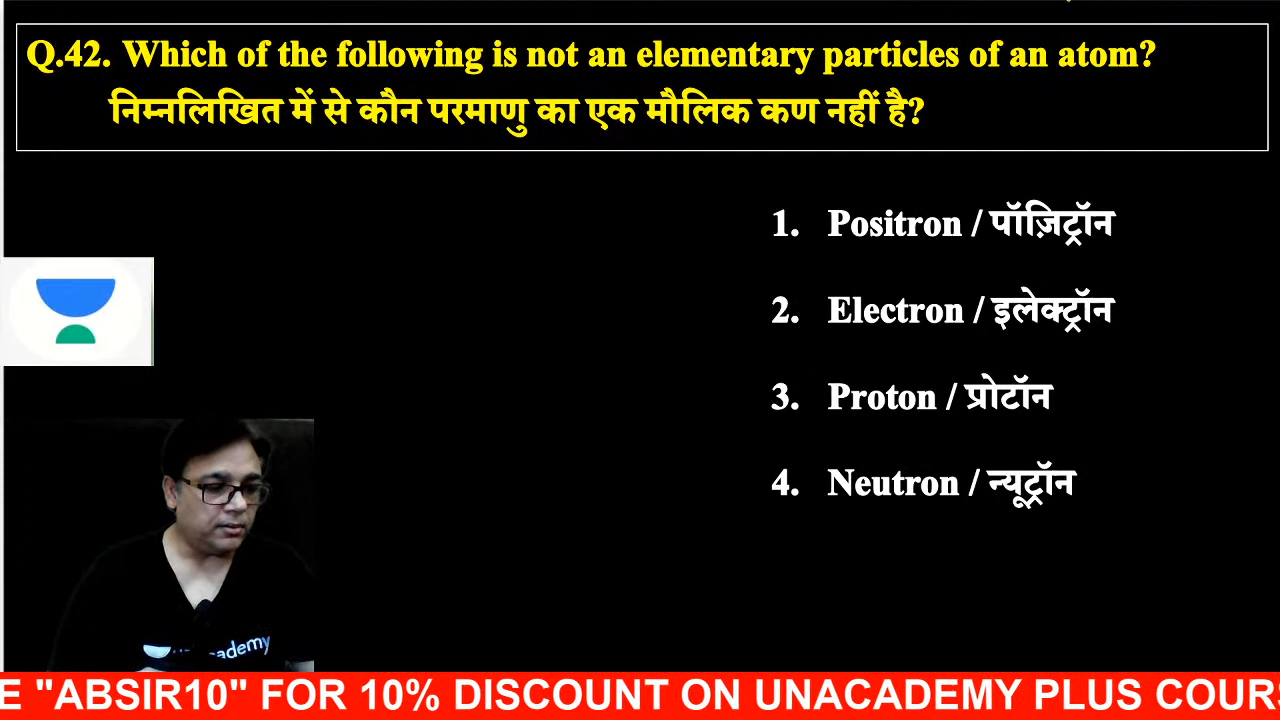 Q.42. Which of the following is not an elementary particles of an atom?
निम्नलिखित में से कौन परमाणु का एक मौलिक कण नहीं है?
1. Positron / पॉज़िट्रॉन
2. Electron / इलेक्ट्रॉन
3. Proton / प्रोटॉन
4. Neutron / न्यूट्रॉन
E "ABSIR10" FOR 10% DISCOUNT ON UNACADEMY PLUS COUR